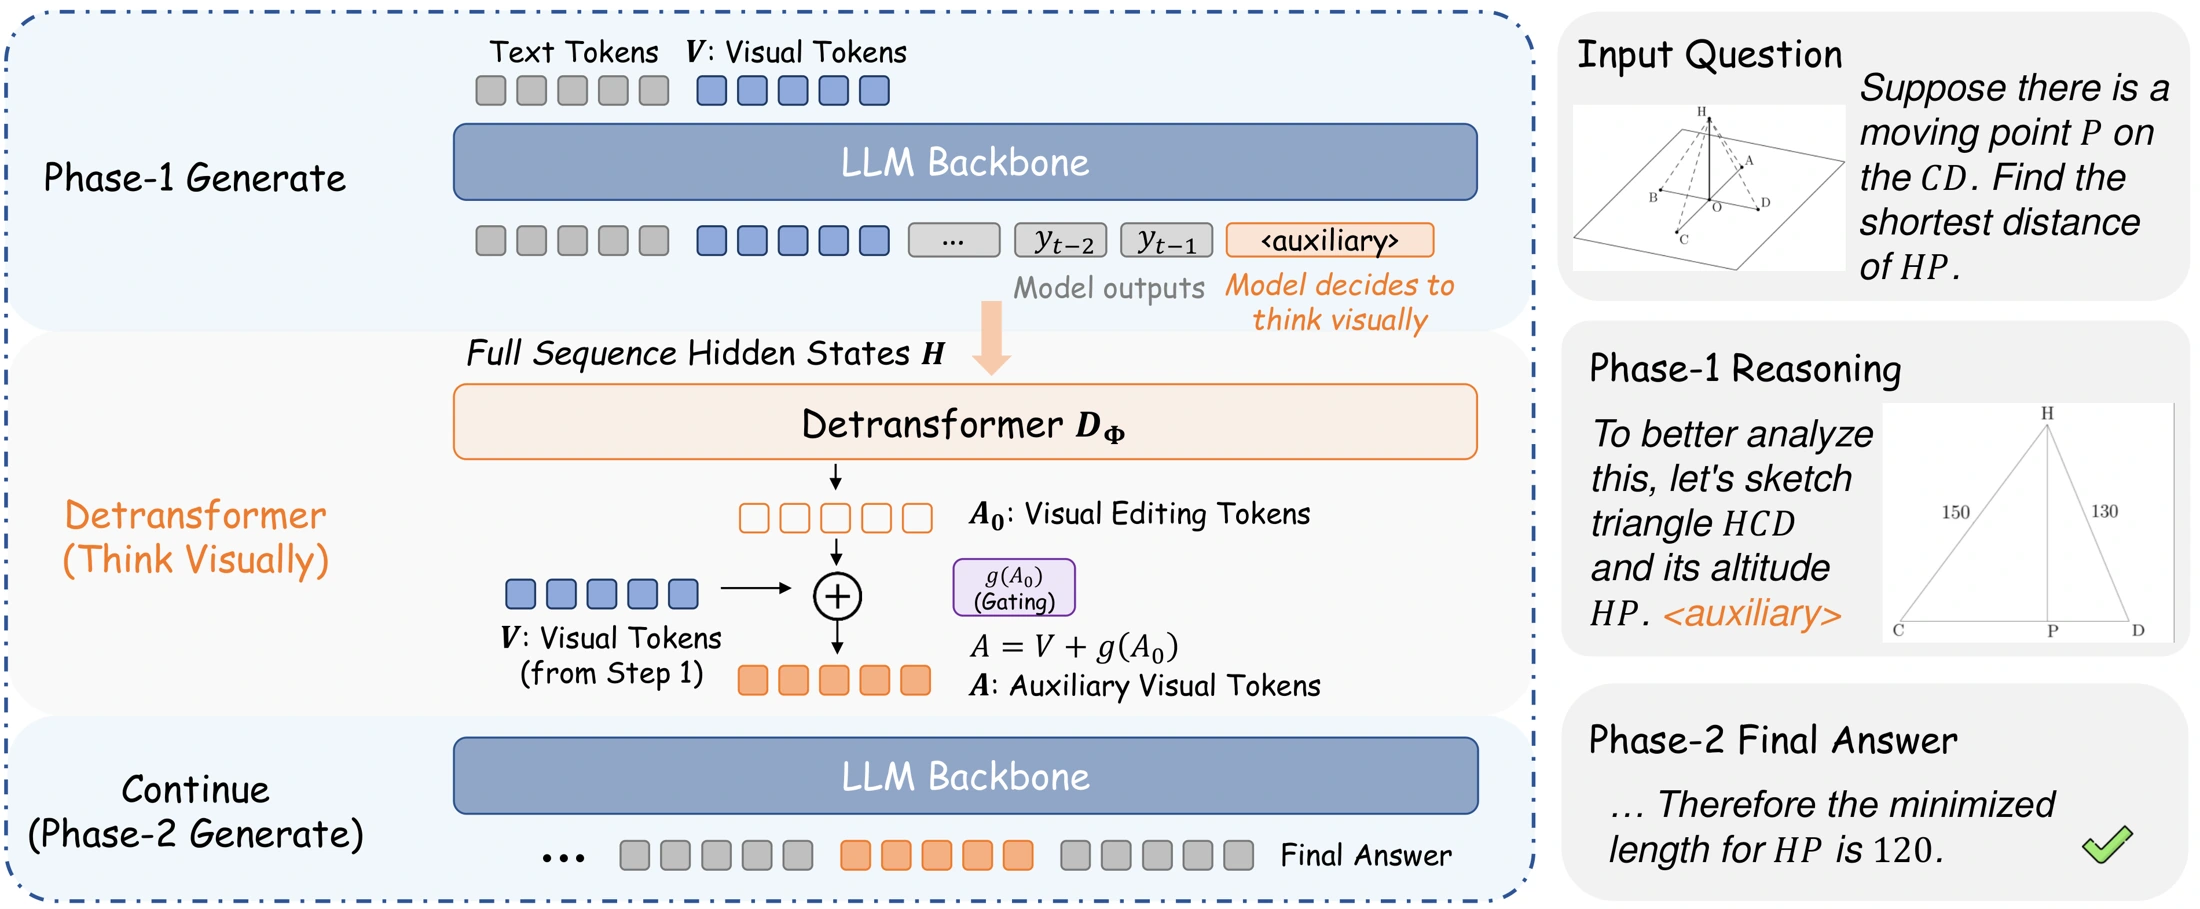 Text Tokens
V: Visual Tokens
Phase-1 Generate
LLM Backbone
...
y_{t-2}
y_{t-1}
<auxiliary>
Model outputs
Model decides to
think visually
Full Sequence Hidden States H
Detransformer D_Φ
Detransformer
(Think Visually)
A_0: Visual Editing Tokens
+
g(A_0)
(Gating)
V: Visual Tokens
(from Step 1)
A = V + g(A_0)
A: Auxiliary Visual Tokens
Continue
(Phase-2 Generate)
LLM Backbone
...
Final Answer
Input Question
H
A
B
D
O
C
Suppose there is a
moving point P on
the CD. Find the
shortest distance
of HP.
Phase-1 Reasoning
To better analyze
this, let's sketch
triangle HCD
and its altitude
HP. <auxiliary>
H
150
130
C
P
D
Phase-2 Final Answer
... Therefore the minimized
length for HP is 120.